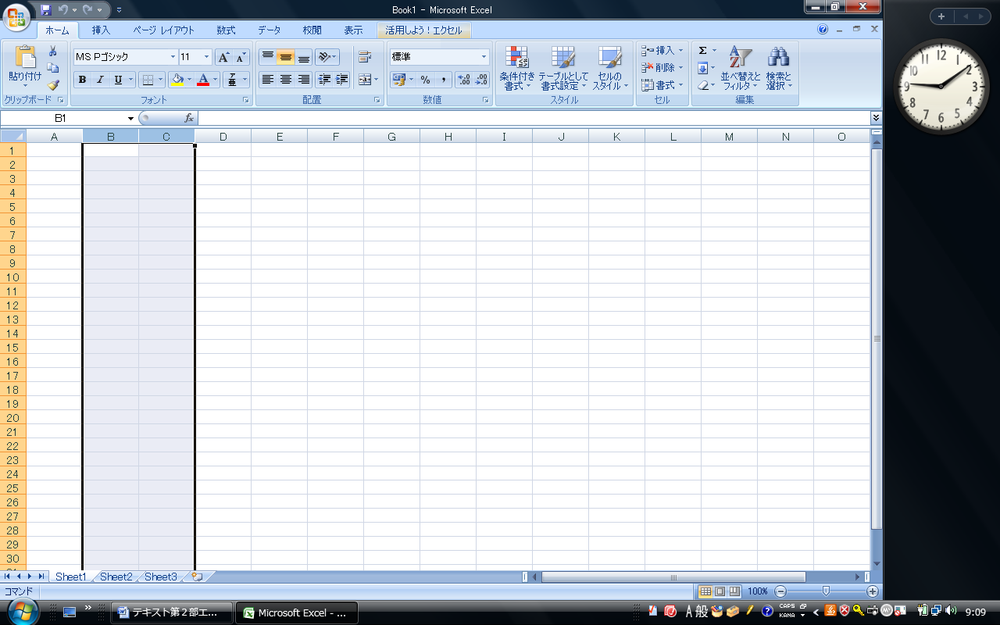 Book1 - Microsoft Excel
ホーム 挿入 ページ レイアウト 数式 データ 校閲 表示 活用しよう！エクセル
貼り付け
クリップボード
MS Pゴシック 11
B I U 亜
フォント
配置
標準
% , .00 .00
数値
条件付き テーブルとして セルの
書式 書式設定 スタイル
スタイル
挿入
削除
書式
セル
Σ
並べ替えと 検索と
フィルタ 選択
編集
B1 fx
A B C D E F G H I J K L M N O
1
2
3
4
5
6
7
8
9
10
11
12
13
14
15
16
17
18
19
20
21
22
23
24
25
26
27
28
29
30
Sheet1 Sheet2 Sheet3
コマンド 100%
テキスト第２部エ... Microsoft Excel - ... A 般 CAPS KANA 9:09
12 1 2 3 4 5 6 7 8 9 10 11